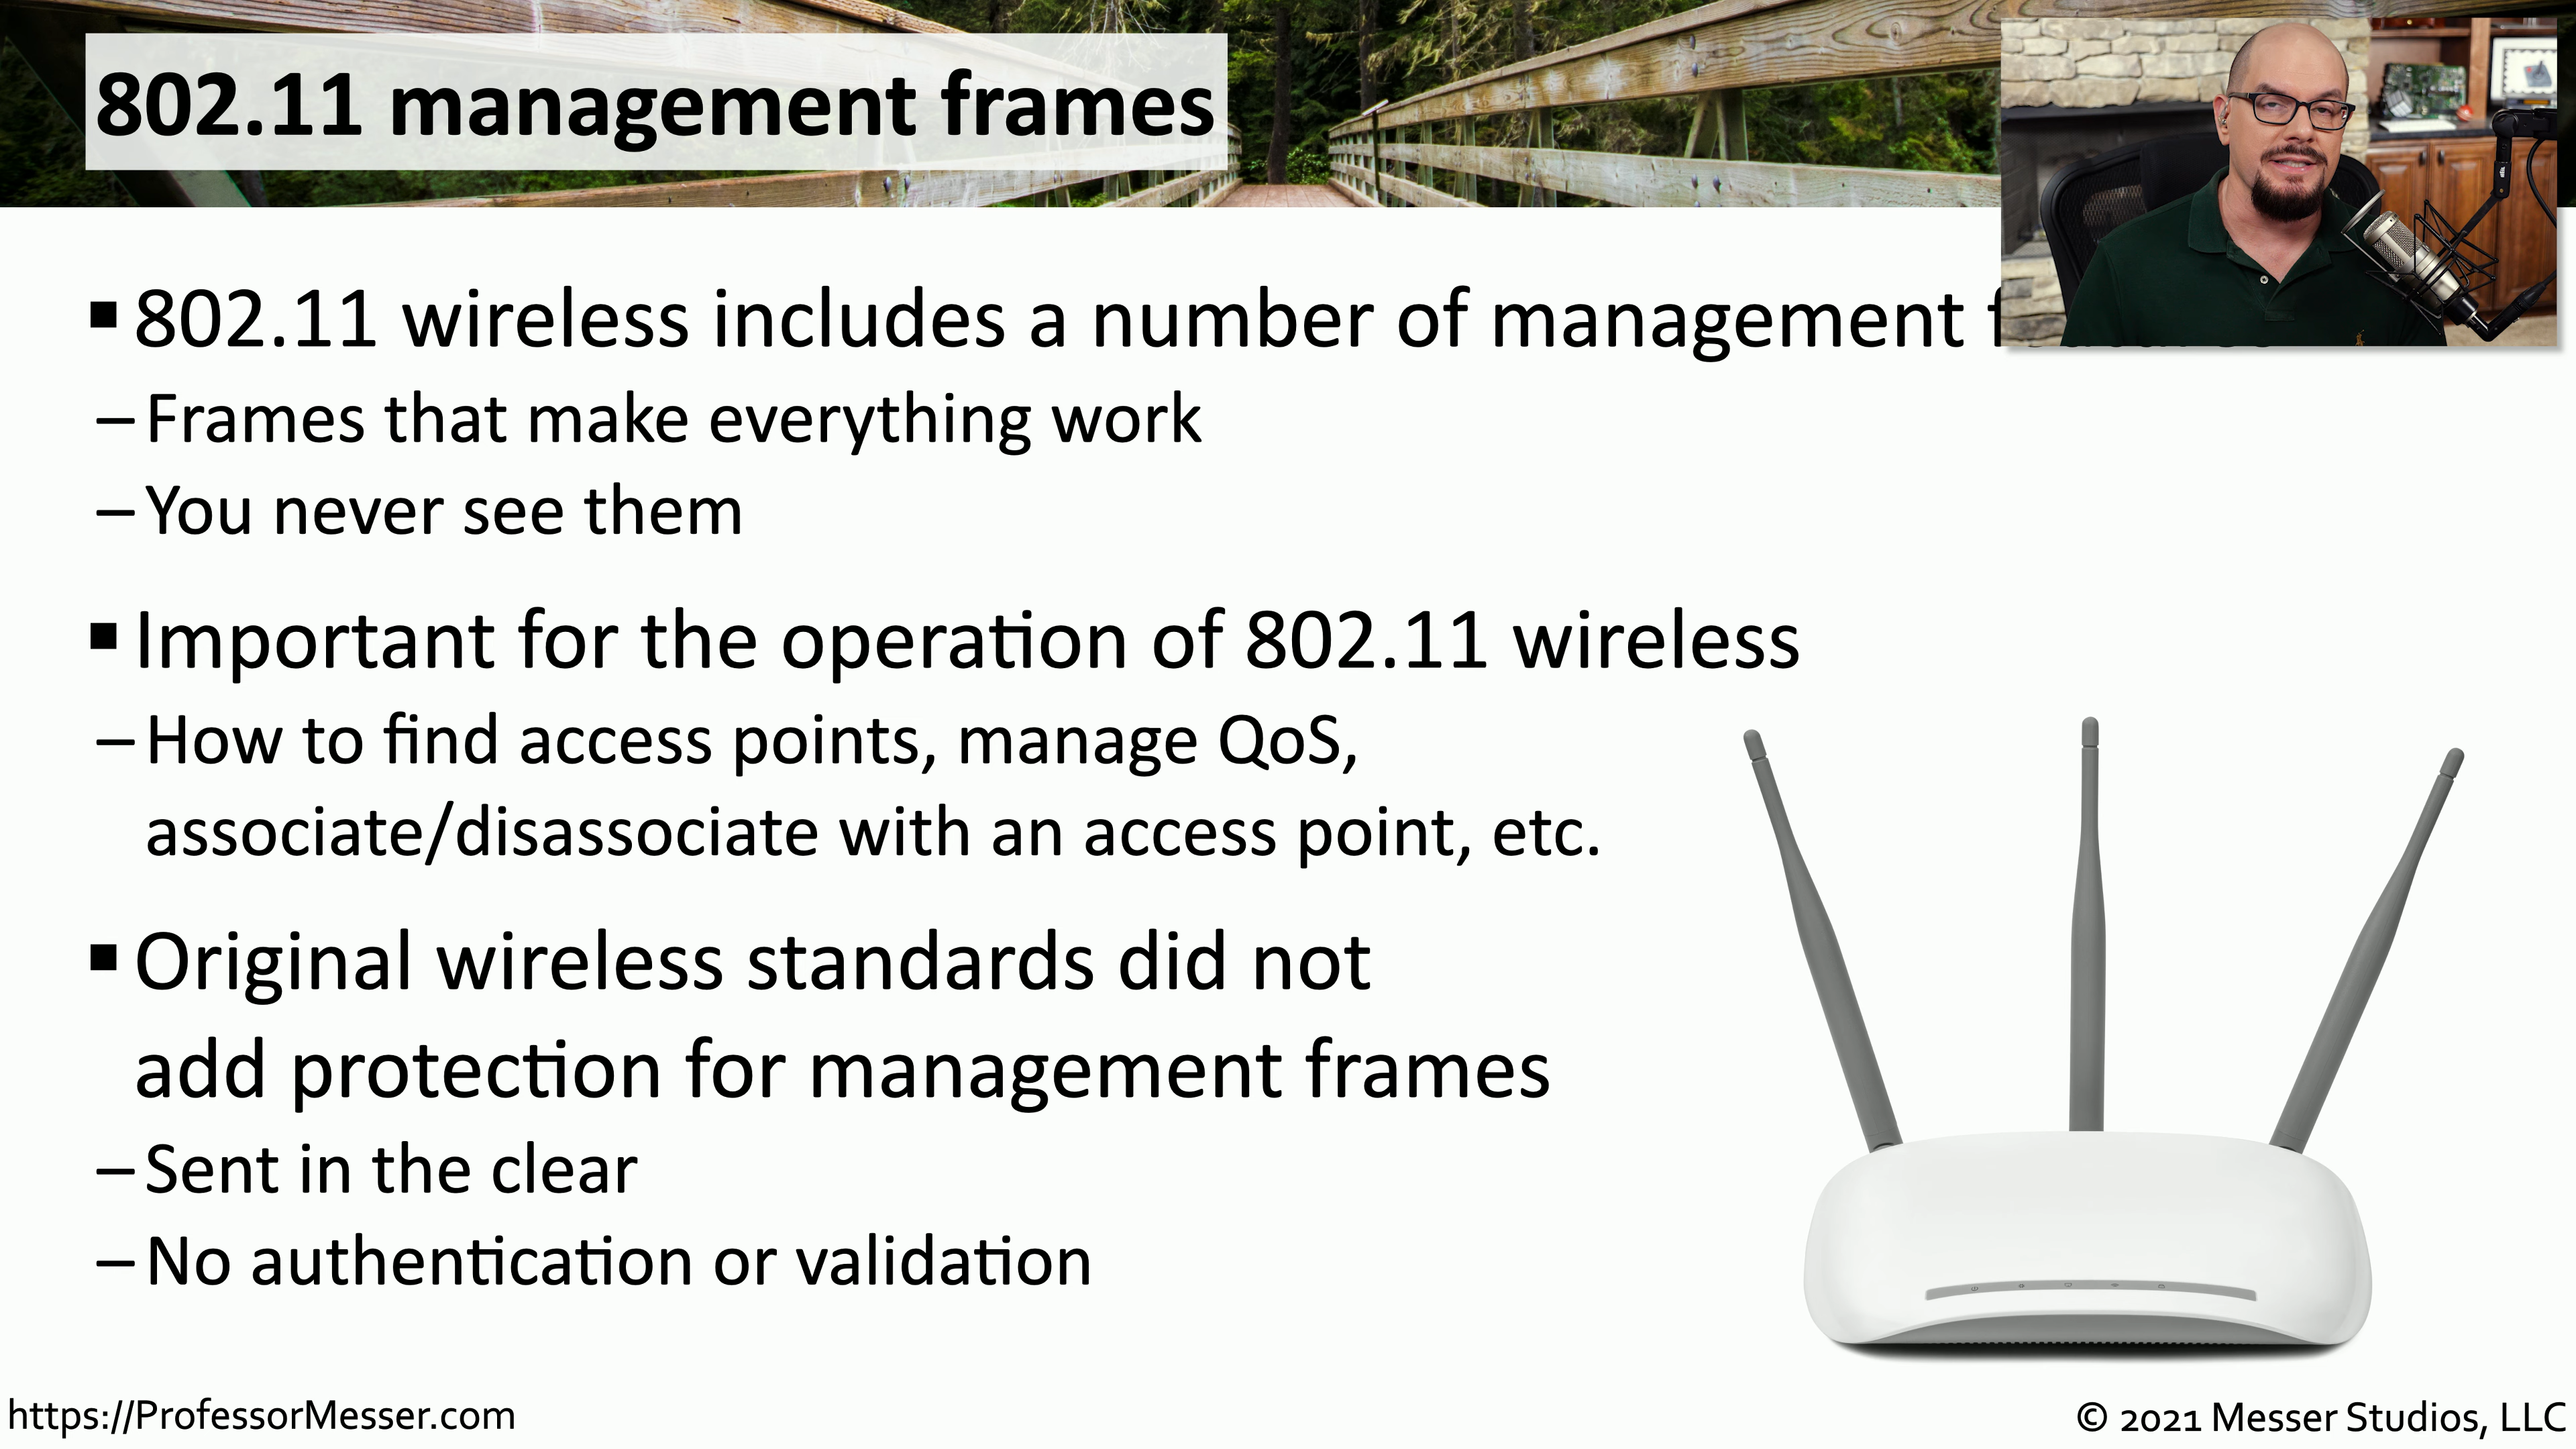 802.11 management frames
▪ 802.11 wireless includes a number of management
– Frames that make everything work
– You never see them
▪ Important for the operation of 802.11 wireless
– How to find access points, manage QoS,
associate/disassociate with an access point, etc.
▪ Original wireless standards did not
add protection for management frames
– Sent in the clear
– No authentication or validation
https://ProfessorMesser.com
© 2021 Messer Studios, LLC